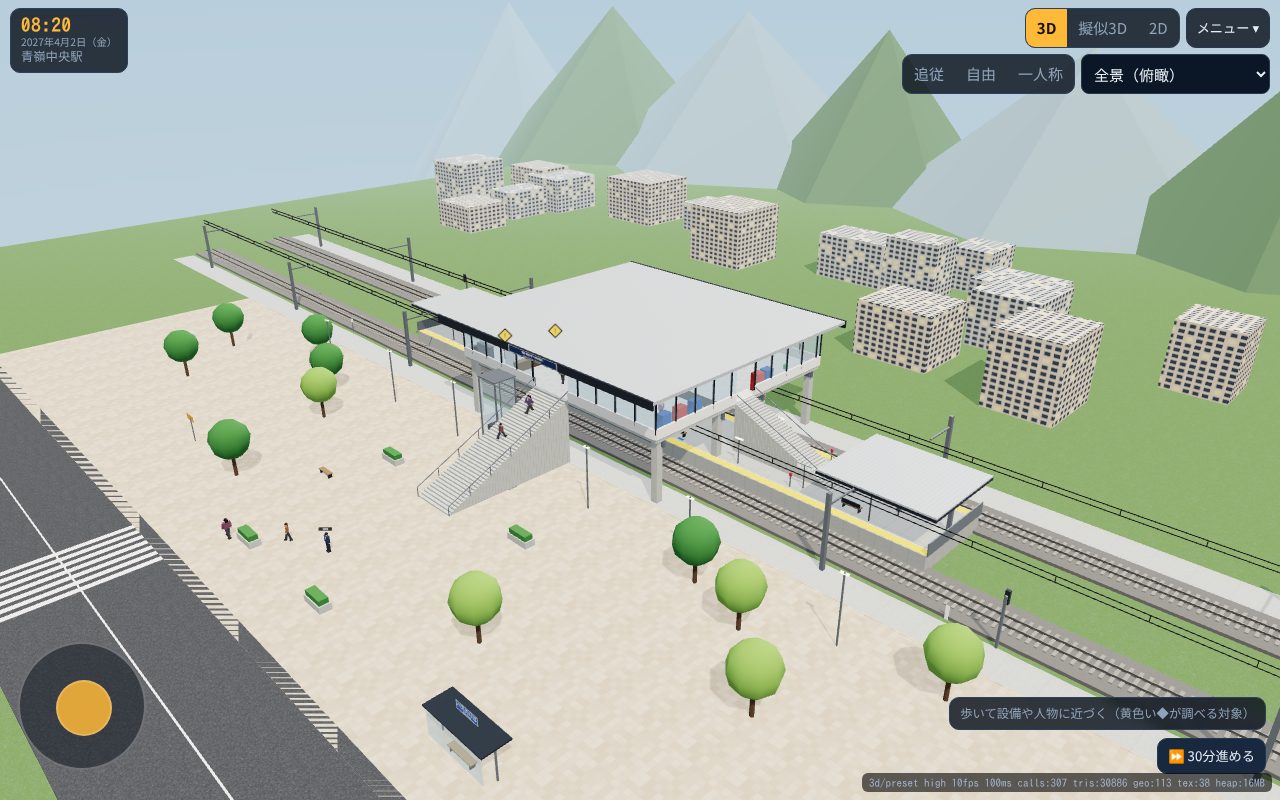 08:20
2027年4月2日（金）
青嶺中央駅
3D 擬似3D 2D メニュー ▾
追従 自由 一人称 全景（俯瞰）
歩いて設備や人物に近づく（黄色い◆が調べる対象）
⏩ 30分進める
3d/preset high 10fps 100ms calls:307 tris:30886 geo:113 tex:38 heap:16MB